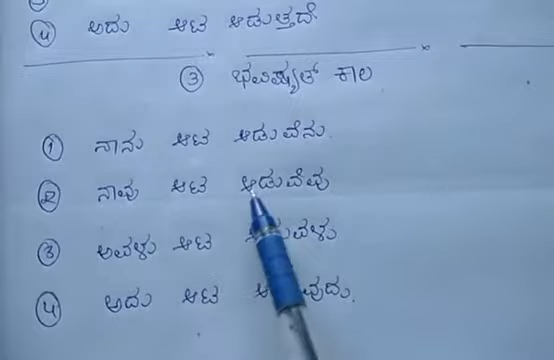 ④ ಅದು ಆಟ ಆಡುತ್ತದೆ
③ ಭವಿಷ್ಯತ್ ಕಾಲ
① ನಾನು ಆಟ ಆಡುವೆನು.
② ನಾವು ಆಟ ಆಡುವೆವು
③ ಅವಳು ಆಟ
④ ಅದು ಆಟ